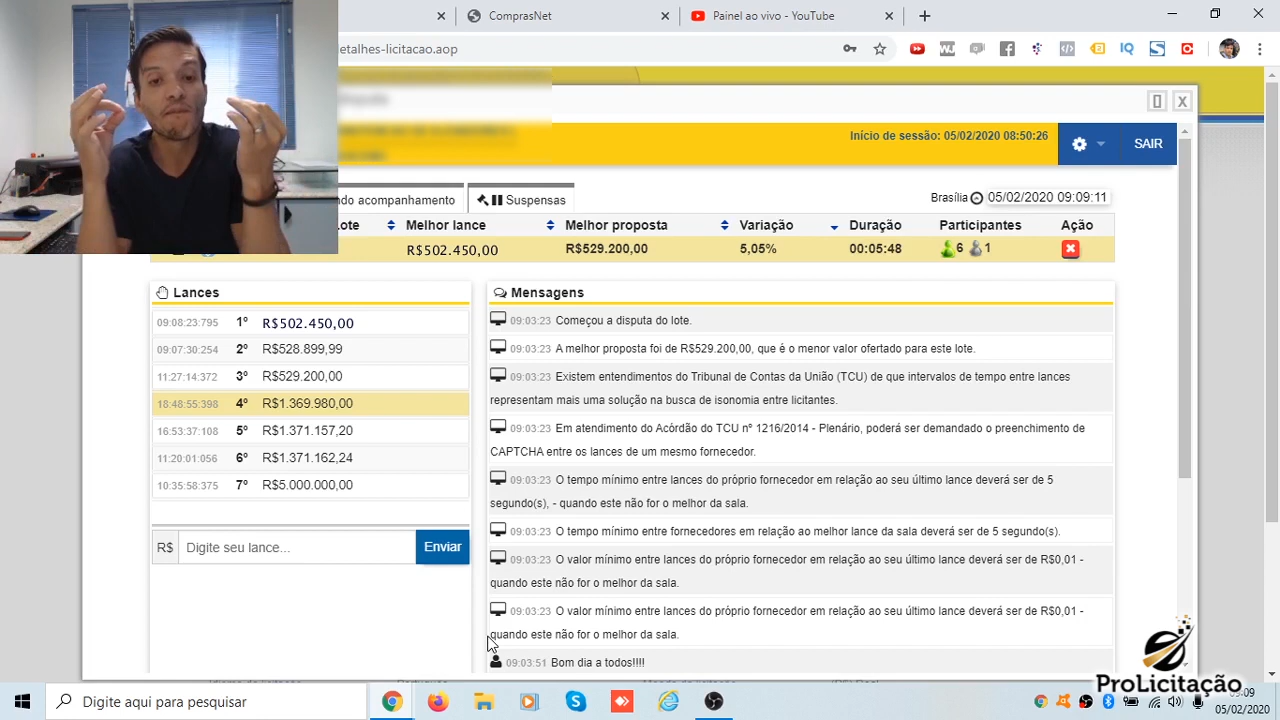 ComprasNet
Painel ao vivo - YouTube
etalhes-licitacao.aop
Início de sessão: 05/02/2020 08:50:26
SAIR
ndo acompanhamento
Suspensas
Brasília 05/02/2020 09:09:11
Lote Melhor lance Melhor proposta Variação Duração Participantes Ação
R$502.450,00 R$529.200,00 5,05% 00:05:48 6 1
Lances
09:08:23:795 1º R$502.450,00
09:07:30:254 2º R$528.899,99
11:27:14:372 3º R$529.200,00
18:48:55:398 4º R$1.369.980,00
16:53:37:108 5º R$1.371.157,20
11:20:01:056 6º R$1.371.162,24
10:35:58:375 7º R$5.000.000,00
R$ Digite seu lance... Enviar
Mensagens
09:03:23 Começou a disputa do lote.
09:03:23 A melhor proposta foi de R$529.200,00, que é o menor valor ofertado para este lote.
09:03:23 Existem entendimentos do Tribunal de Contas da União (TCU) de que intervalos de tempo entre lances
representam mais uma solução na busca de isonomia entre licitantes.
09:03:23 Em atendimento do Acórdão do TCU nº 1216/2014 - Plenário, poderá ser demandado o preenchimento de
CAPTCHA entre os lances de um mesmo fornecedor.
09:03:23 O tempo mínimo entre lances do próprio fornecedor em relação ao seu último lance deverá ser de 5
segundo(s), - quando este não for o melhor da sala.
09:03:23 O tempo mínimo entre fornecedores em relação ao melhor lance da sala deverá ser de 5 segundo(s).
09:03:23 O valor mínimo entre lances do próprio fornecedor em relação ao seu último lance deverá ser de R$0,01 -
quando este não for o melhor da sala.
09:03:23 O valor mínimo entre lances do próprio fornecedor em relação ao seu último lance deverá ser de R$0,01 -
quando este não for o melhor da sala.
09:03:51 Bom dia a todos!!!!
ProLicitação
Digite aqui para pesquisar
09:09
05/02/2020